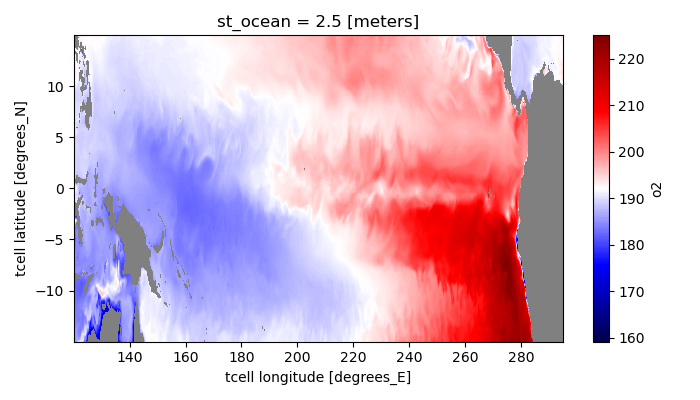 st_ocean = 2.5 [meters]
10
5
0
−5
−10
tcell latitude [degrees_N]
140 160 180 200 220 240 260 280
tcell longitude [degrees_E]
220
210
200
190
180
170
160
o2